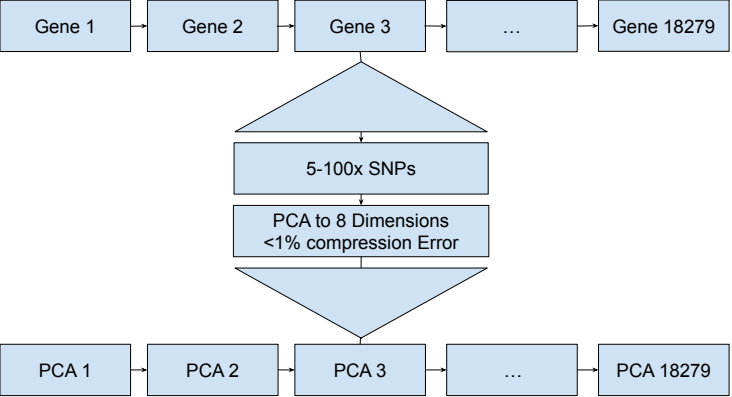 Gene 1
Gene 2
Gene 3
...
Gene 18279
5-100x SNPs
PCA to 8 Dimensions
<1% compression Error
PCA 1
PCA 2
PCA 3
...
PCA 18279